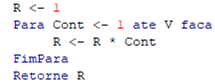 R <- 1
Para Cont <- 1 ate V faca
R <- R * Cont
FimPara
Retorne R